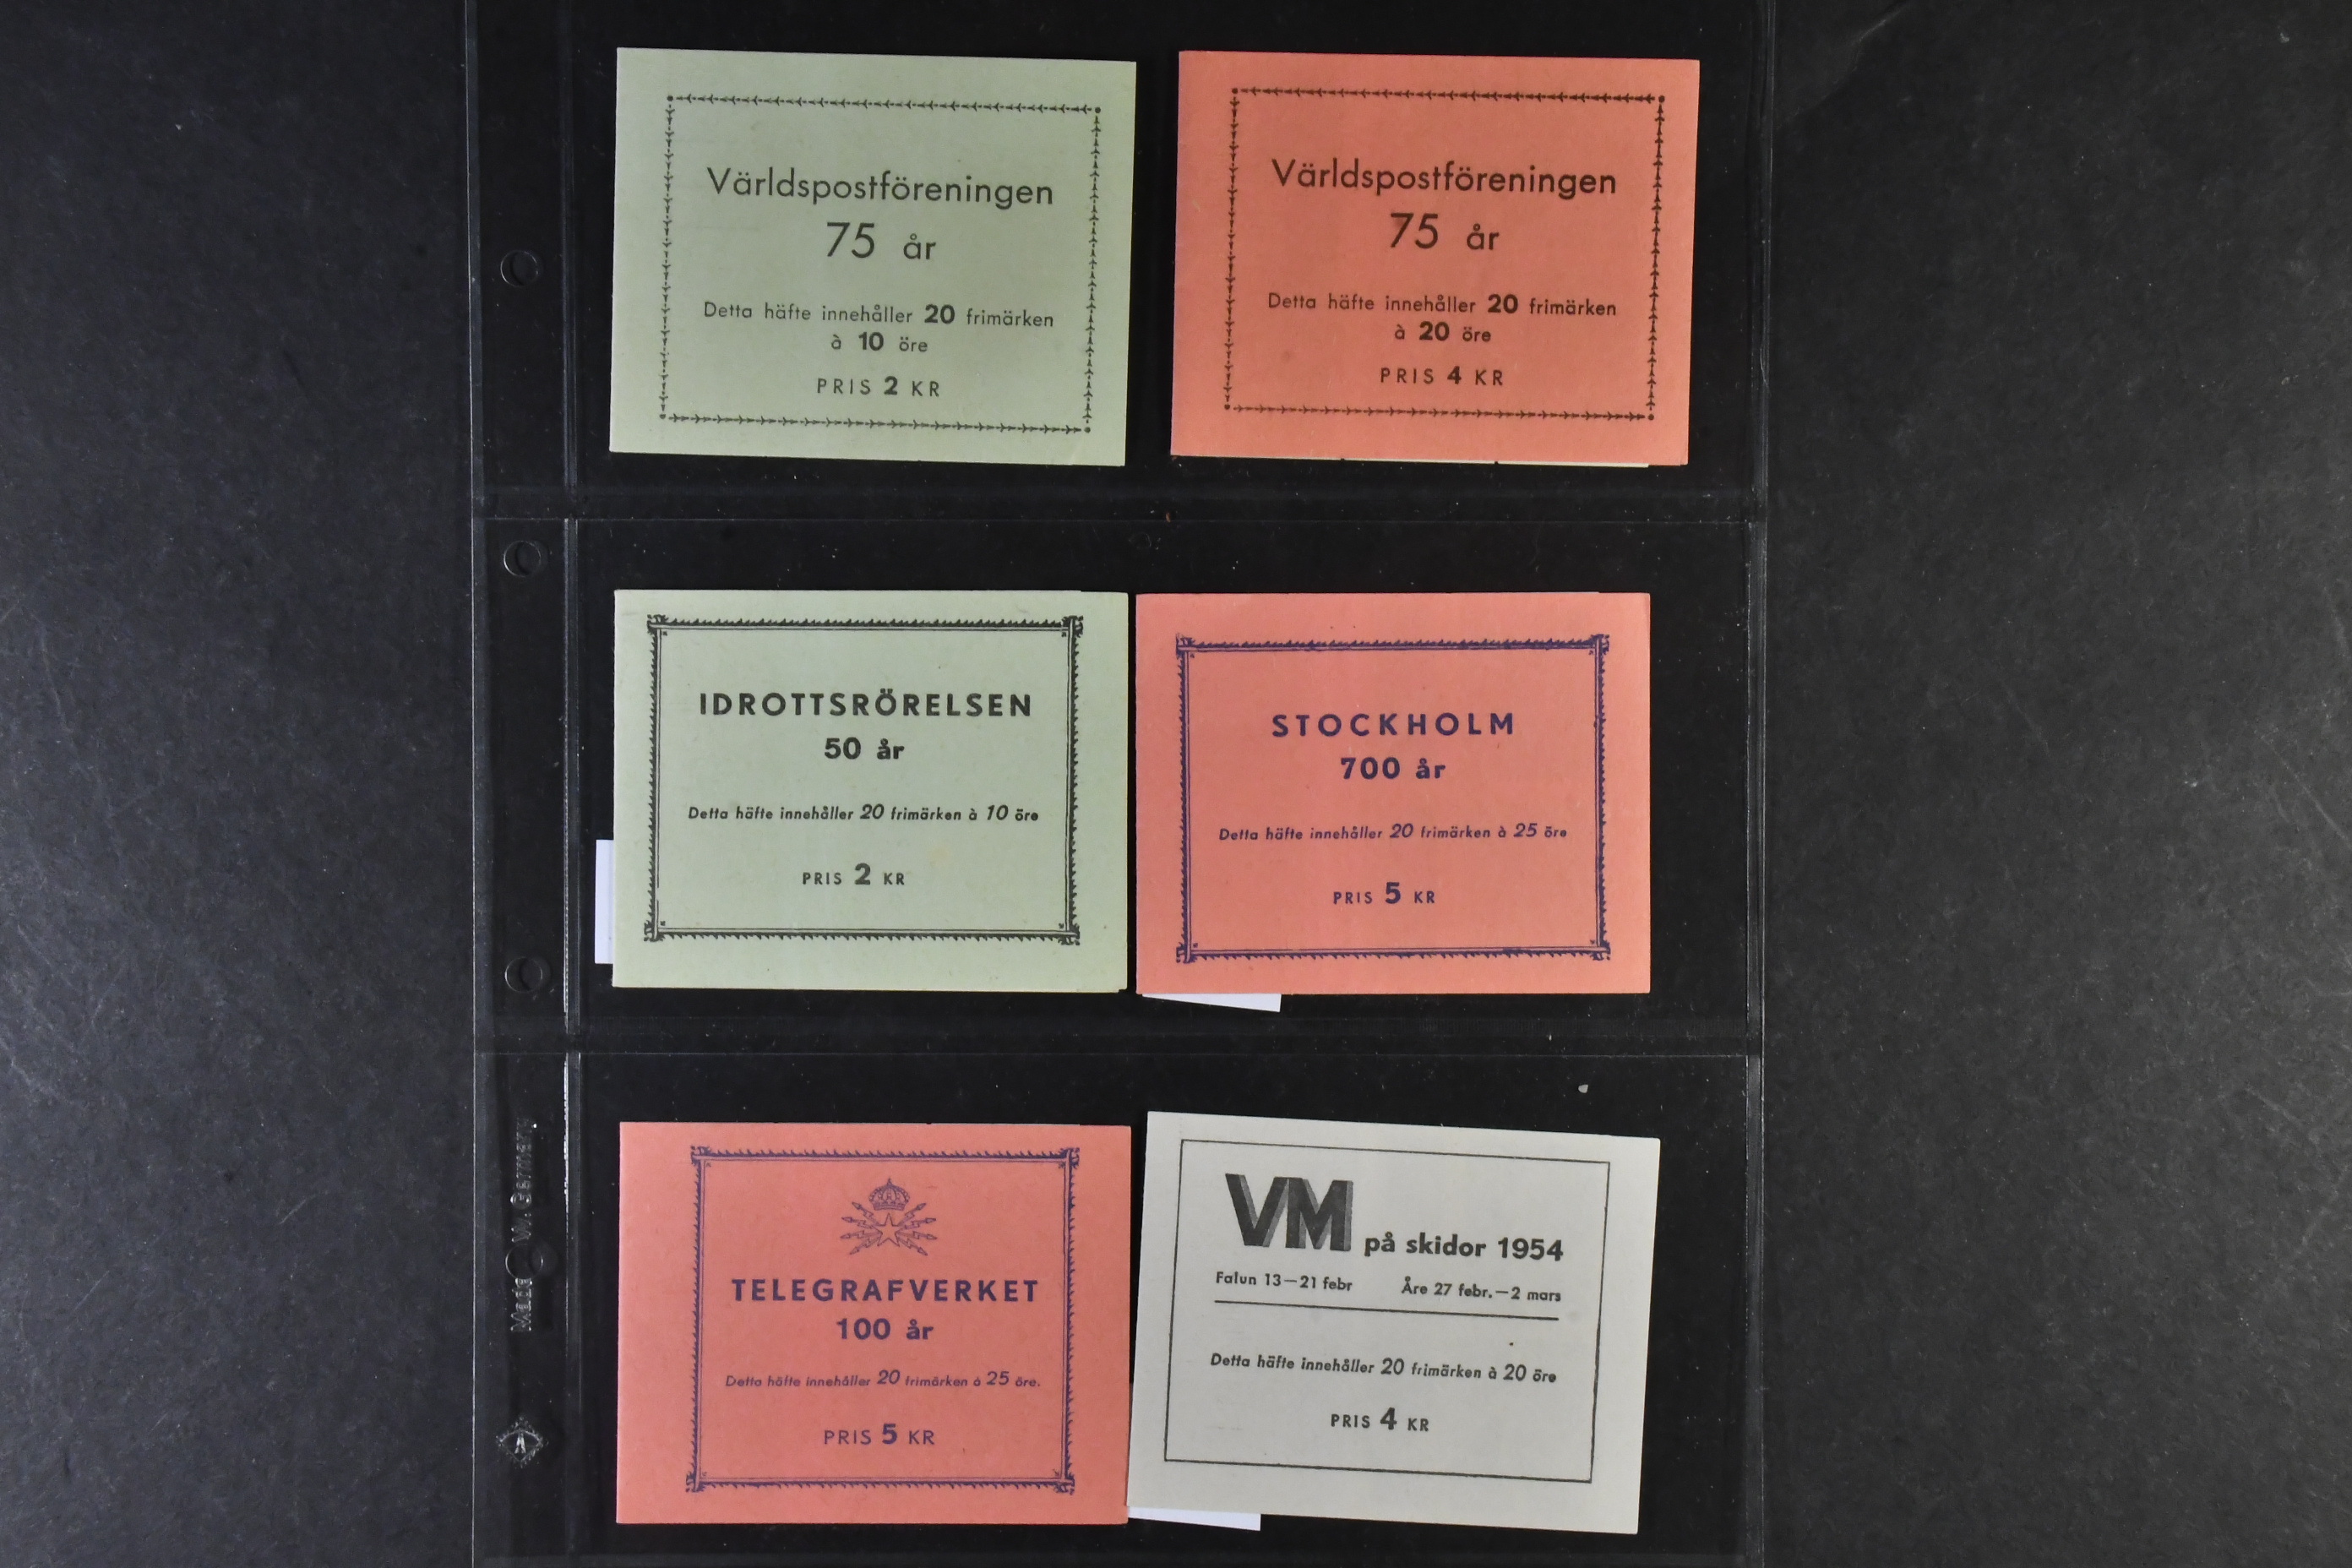 Världspostföreningen
75 år
Detta häfte innehåller 20 frimärken
à 10 öre
PRIS 2 KR
Världspostföreningen
75 år
Detta häfte innehåller 20 frimärken
à 20 öre
PRIS 4 KR
IDROTTSRÖRELSEN
50 år
Detta häfte innehåller 20 frimärken à 10 öre
PRIS 2 KR
STOCKHOLM
700 år
Detta häfte innehåller 20 frimärken à 25 öre
PRIS 5 KR
TELEGRAFVERKET
100 år
Detta häfte innehåller 20 frimärken à 25 öre.
PRIS 5 KR
VM på skidor 1954
Falun 13—21 febr Åre 27 febr.—2 mars
Detta häfte innehåller 20 frimärken à 20 öre
PRIS 4 KR
Made W. Germany